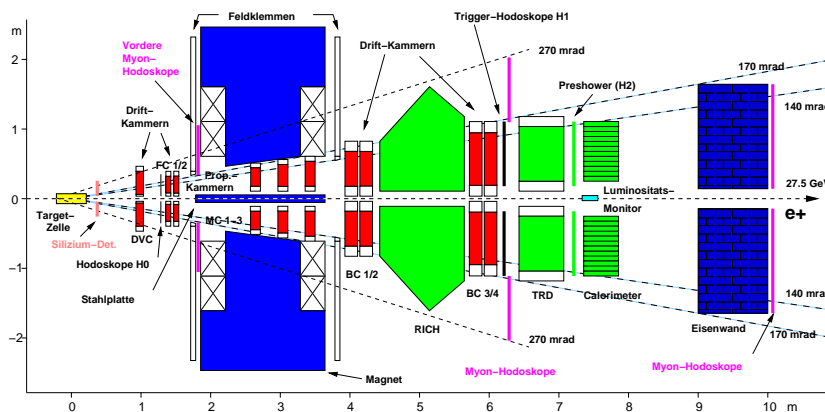 m
Feldklemmen
Trigger−Hodoskope H1
270 mrad
Vordere
Myon−
Hodoskope
Drift−Kammern
170 mrad
2
Preshower (H2)
Drift−
Kammern
140 mrad
1
FC 1/2
Prop.
Kammern
27.5 GeV
0
Luminositats−
Monitor
e+
Target−
Zelle
MC 1−3
Silizium−Det.
DVC
Hodoskope H0
−1
BC 1/2
BC 3/4
TRD
Calorimeter
140 mrad
Stahlplatte
RICH
Eisenwand
270 mrad
170 mrad
−2
Myon−Hodoskope
Myon−Hodoskope
Magnet
0 1 2 3 4 5 6 7 8 9 10 m